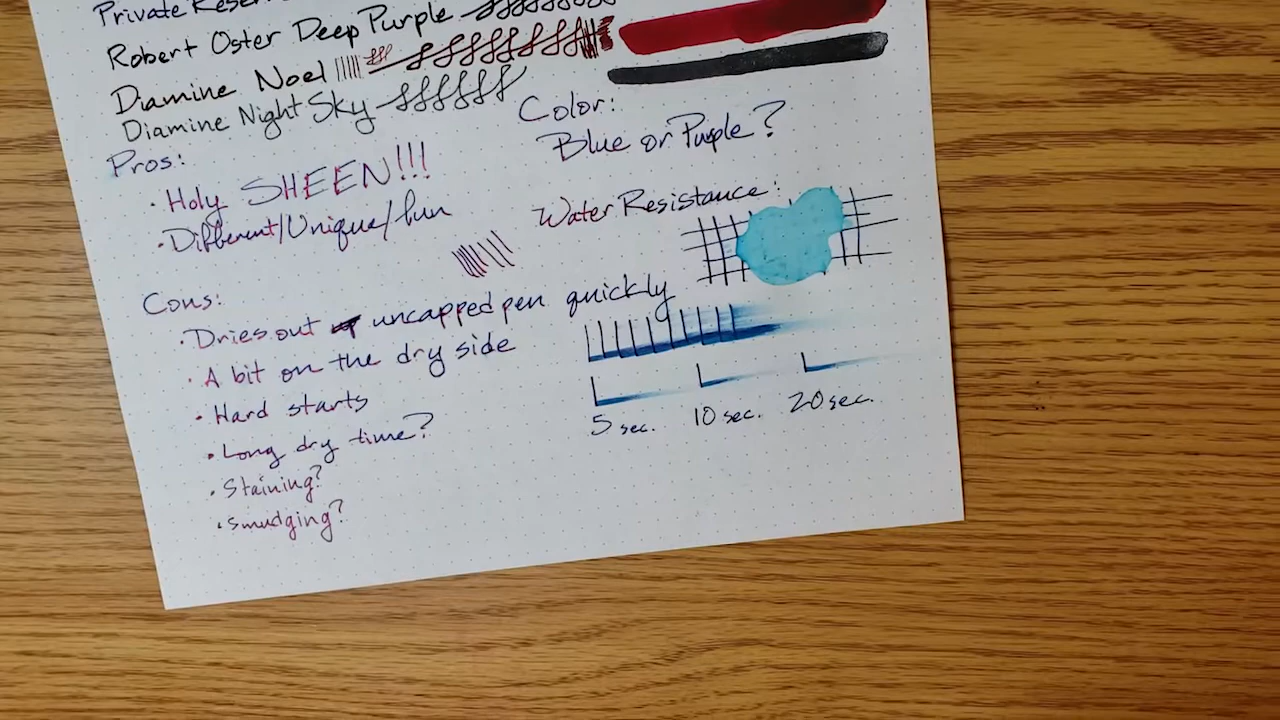 Private Reser
Robert Oster Deep Purple
Diamine Noel
Diamine Night Sky
Color:
Blue or Purple?
Pros:
• Holy SHEEN!!!
• Different/Unique/fun
Water Resistance:
Cons:
• Dries out uncapped pen quickly
• A bit on the dry side
• Hard starts
• Long dry time?
• Staining?
• Smudging?
5 sec. 10 sec. 20 sec.